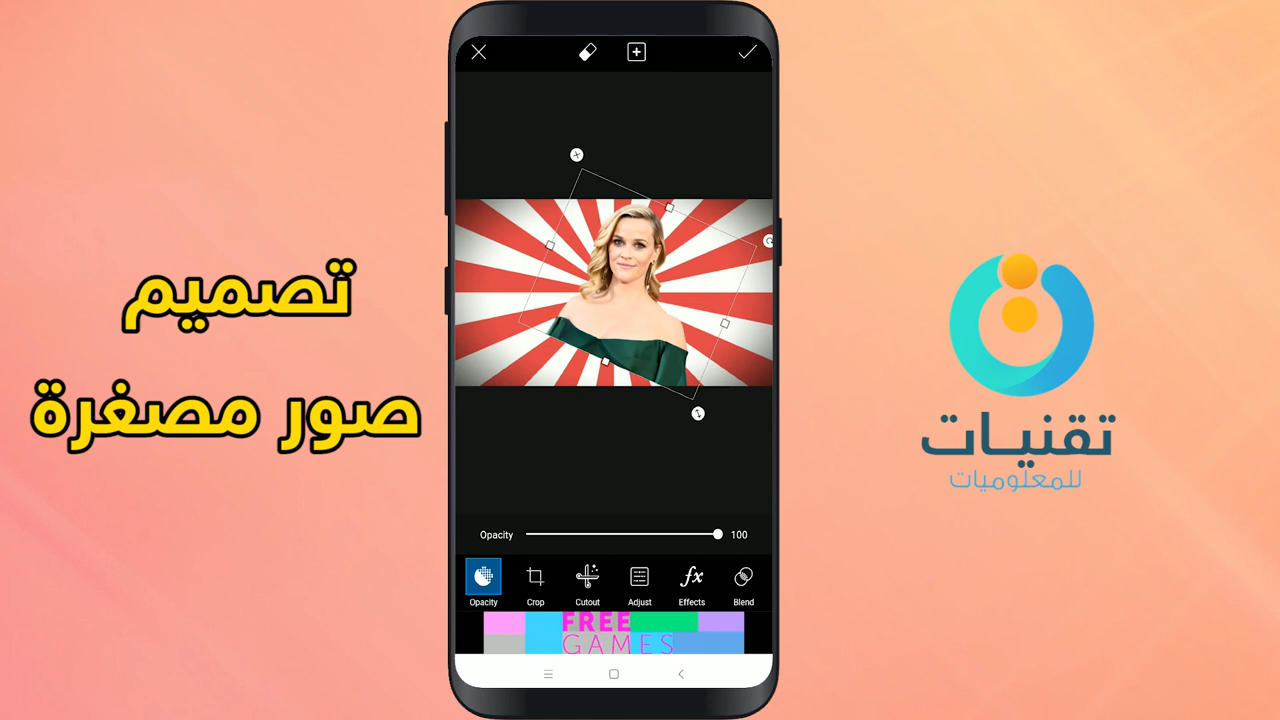 تصميم
صور مصغرة
Opacity 100
Opacity Crop Cutout Adjust Effects Blend
FREE
GAMES
تقنيات
للمعلوميات